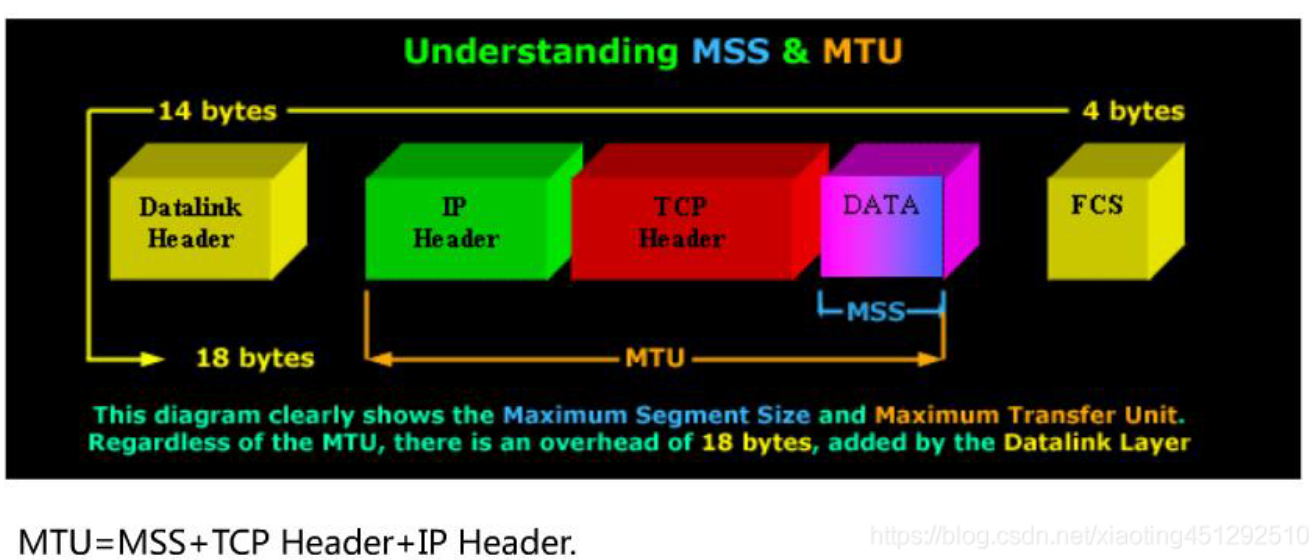 Understanding MSS & MTU
14 bytes
4 bytes
Datalink
Header
IP
Header
TCP
Header
DATA
FCS
MSS
18 bytes
MTU
This diagram clearly shows the Maximum Segment Size and Maximum Transfer Unit.
Regardless of the MTU, there is an overhead of 18 bytes, added by the Datalink Layer
MTU=MSS+TCP Header+IP Header.
https://blog.csdn.net/xiaoting451292510